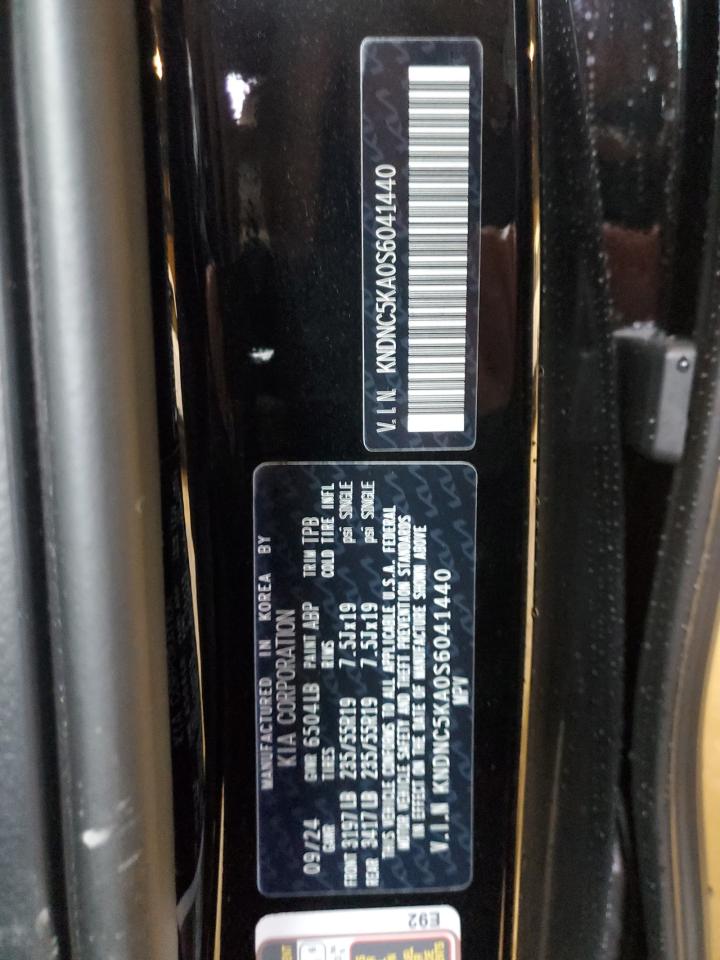 V.I.N. KNDNC5KA0S6041440
MANUFACTURED IN KOREA BY
KIA CORPORATION
09/24 GVWR 6504LB PAINT ABP TRIM TPB
GAWR TIRES RIMS COLD TIRE INFL
FRONT 3197LB 235/55R19 7.5Jx19 psi SINGLE
REAR 3417LB 235/55R19 7.5Jx19 psi SINGLE
THIS VEHICLE CONFORMS TO ALL APPLICABLE U.S.A. FEDERAL
MOTOR VEHICLE SAFETY AND THEFT PREVENTION STANDARDS
IN EFFECT ON THE DATE OF MANUFACTURE SHOWN ABOVE
V.I.N KNDNC5KA0S6041440
MPV
E92